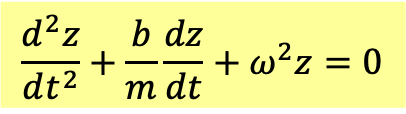 d²z/dt² + b/m dz/dt + ω²z = 0